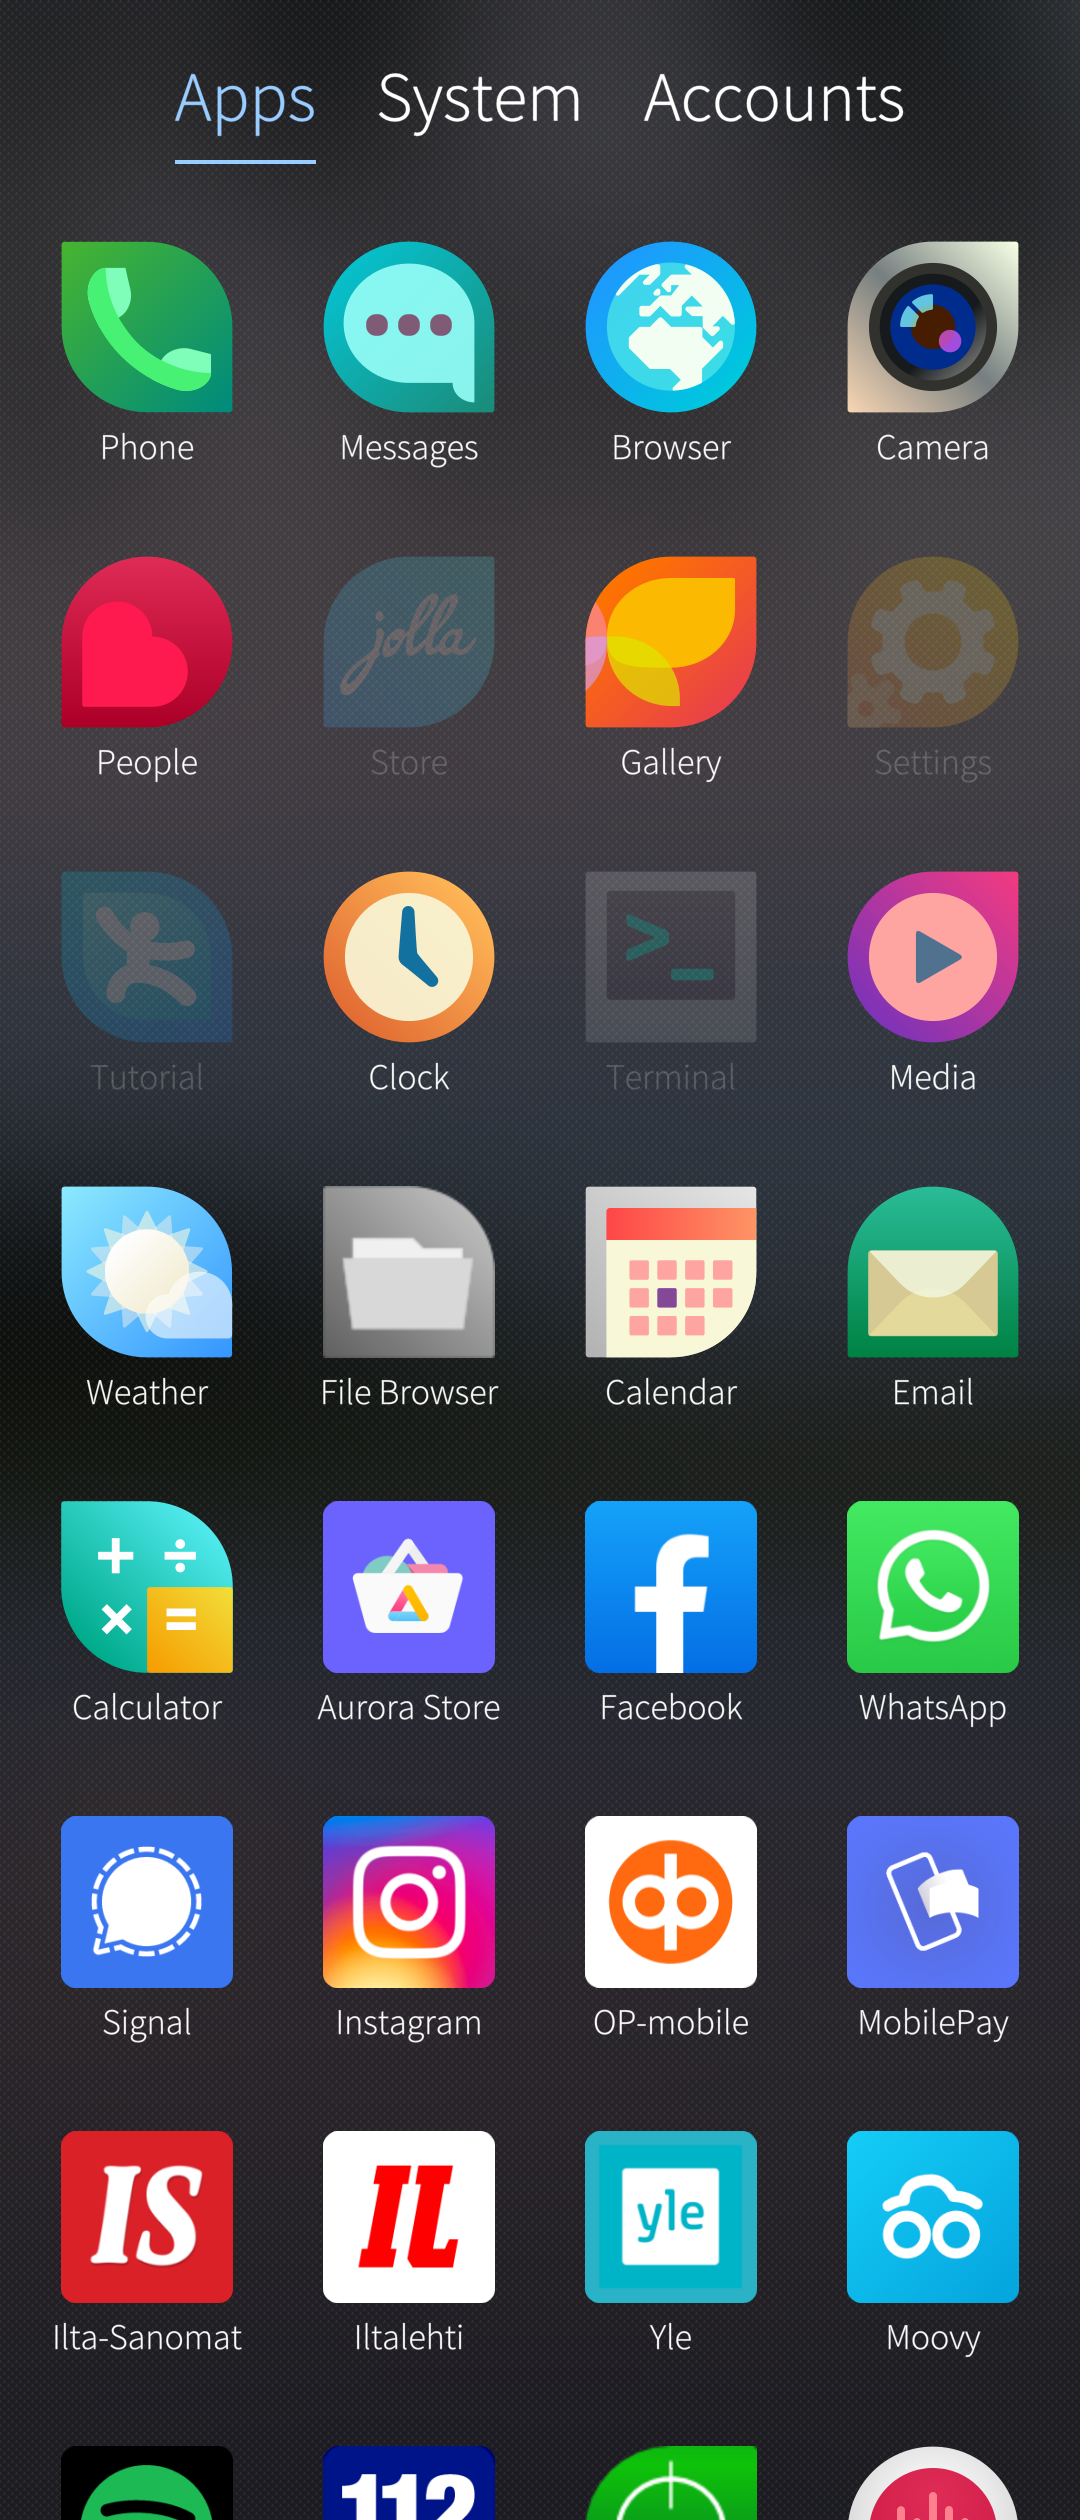 Apps System Accounts
Phone Messages Browser Camera
jolla
People Store Gallery Settings
>_
Tutorial Clock Terminal Media
Weather File Browser Calendar Email
+ ÷
× =
Calculator Aurora Store Facebook WhatsApp
Signal Instagram OP-mobile MobilePay
IS IL yle
Ilta-Sanomat Iltalehti Yle Moovy
112